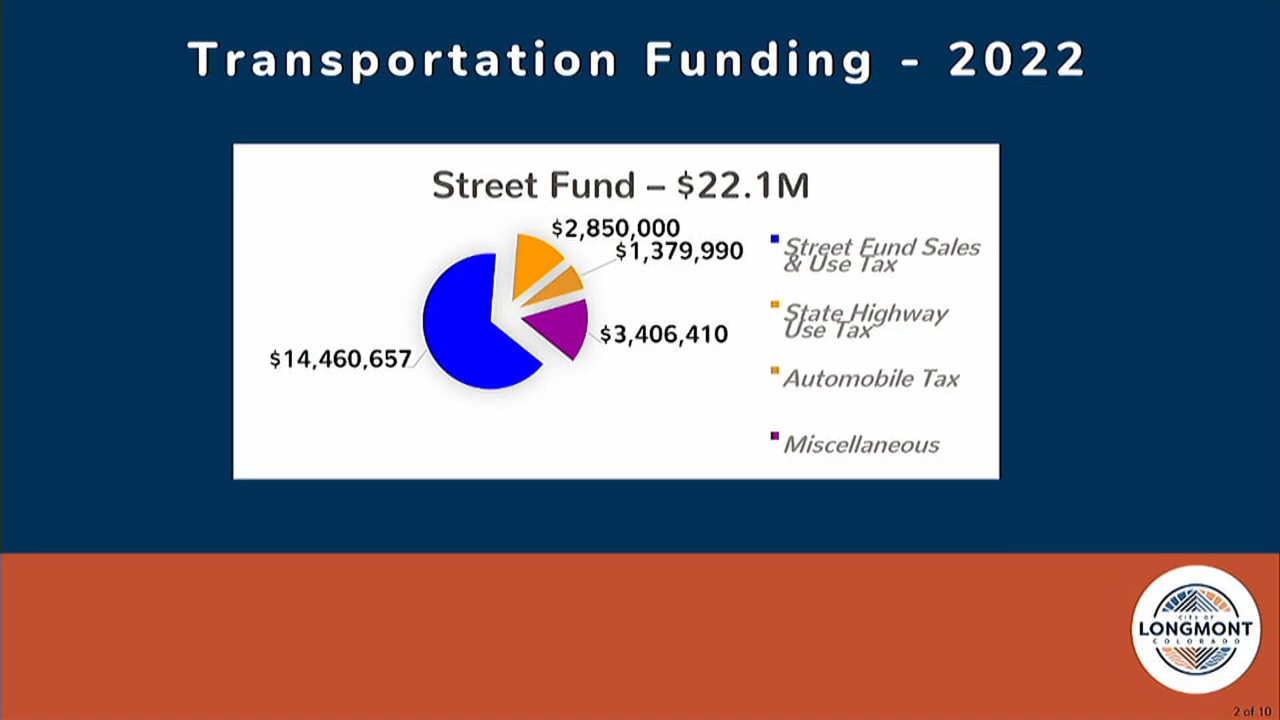 Transportation Funding - 2022
Street Fund – $22.1M
$2,850,000
$1,379,990
$3,406,410
$14,460,657
Street Fund Sales
& Use Tax
State Highway
Use Tax
Automobile Tax
Miscellaneous
CITY OF
LONGMONT
COLORADO
2 of 10